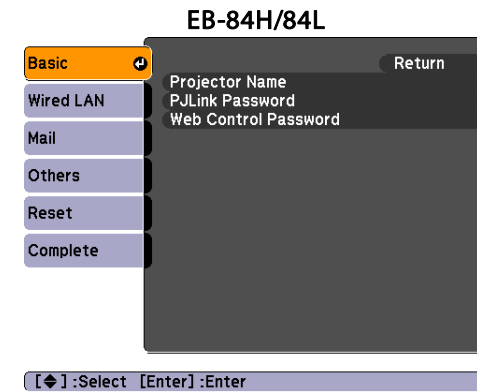 EB-84H/84L
Basic
Return
Projector Name
PJLink Password
Web Control Password
Wired LAN
Mail
Others
Reset
Complete
[◆] :Select [Enter] :Enter